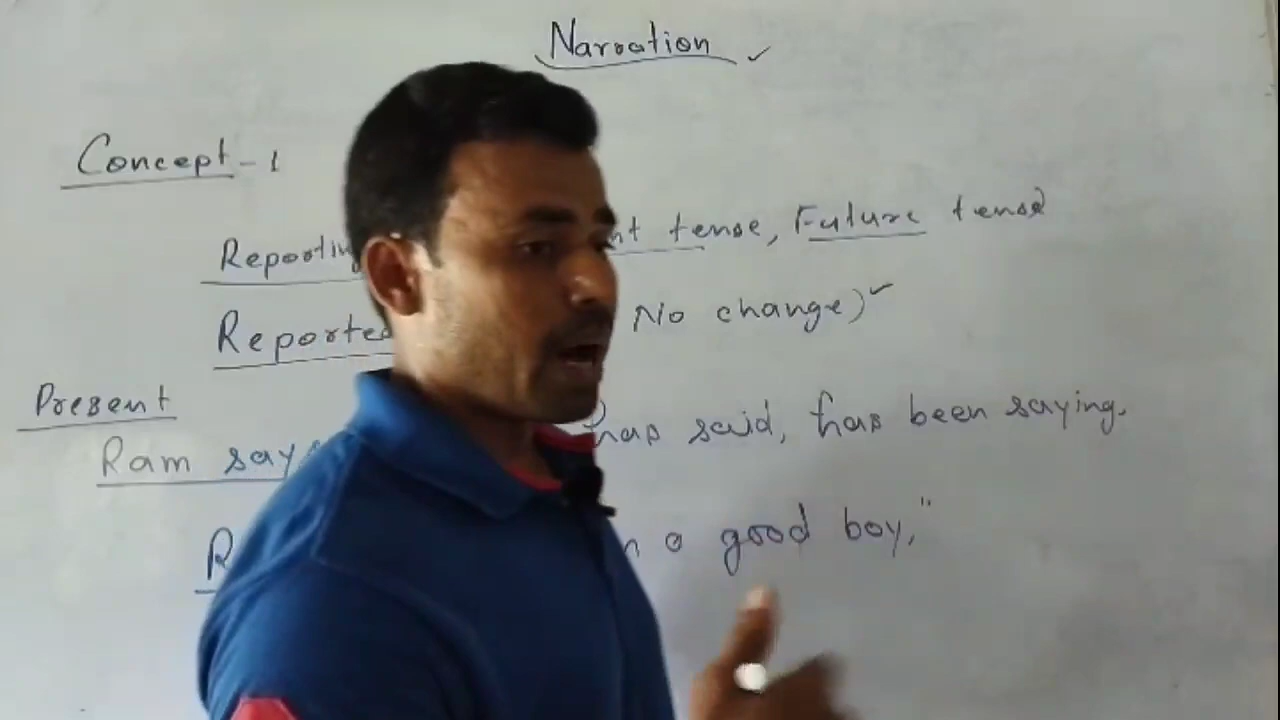 Narration ✓
Concept - 1
Reporting tense, Future tense
Reported No change) ✓
Present
Ram say has said, has been saying.
a good boy,"